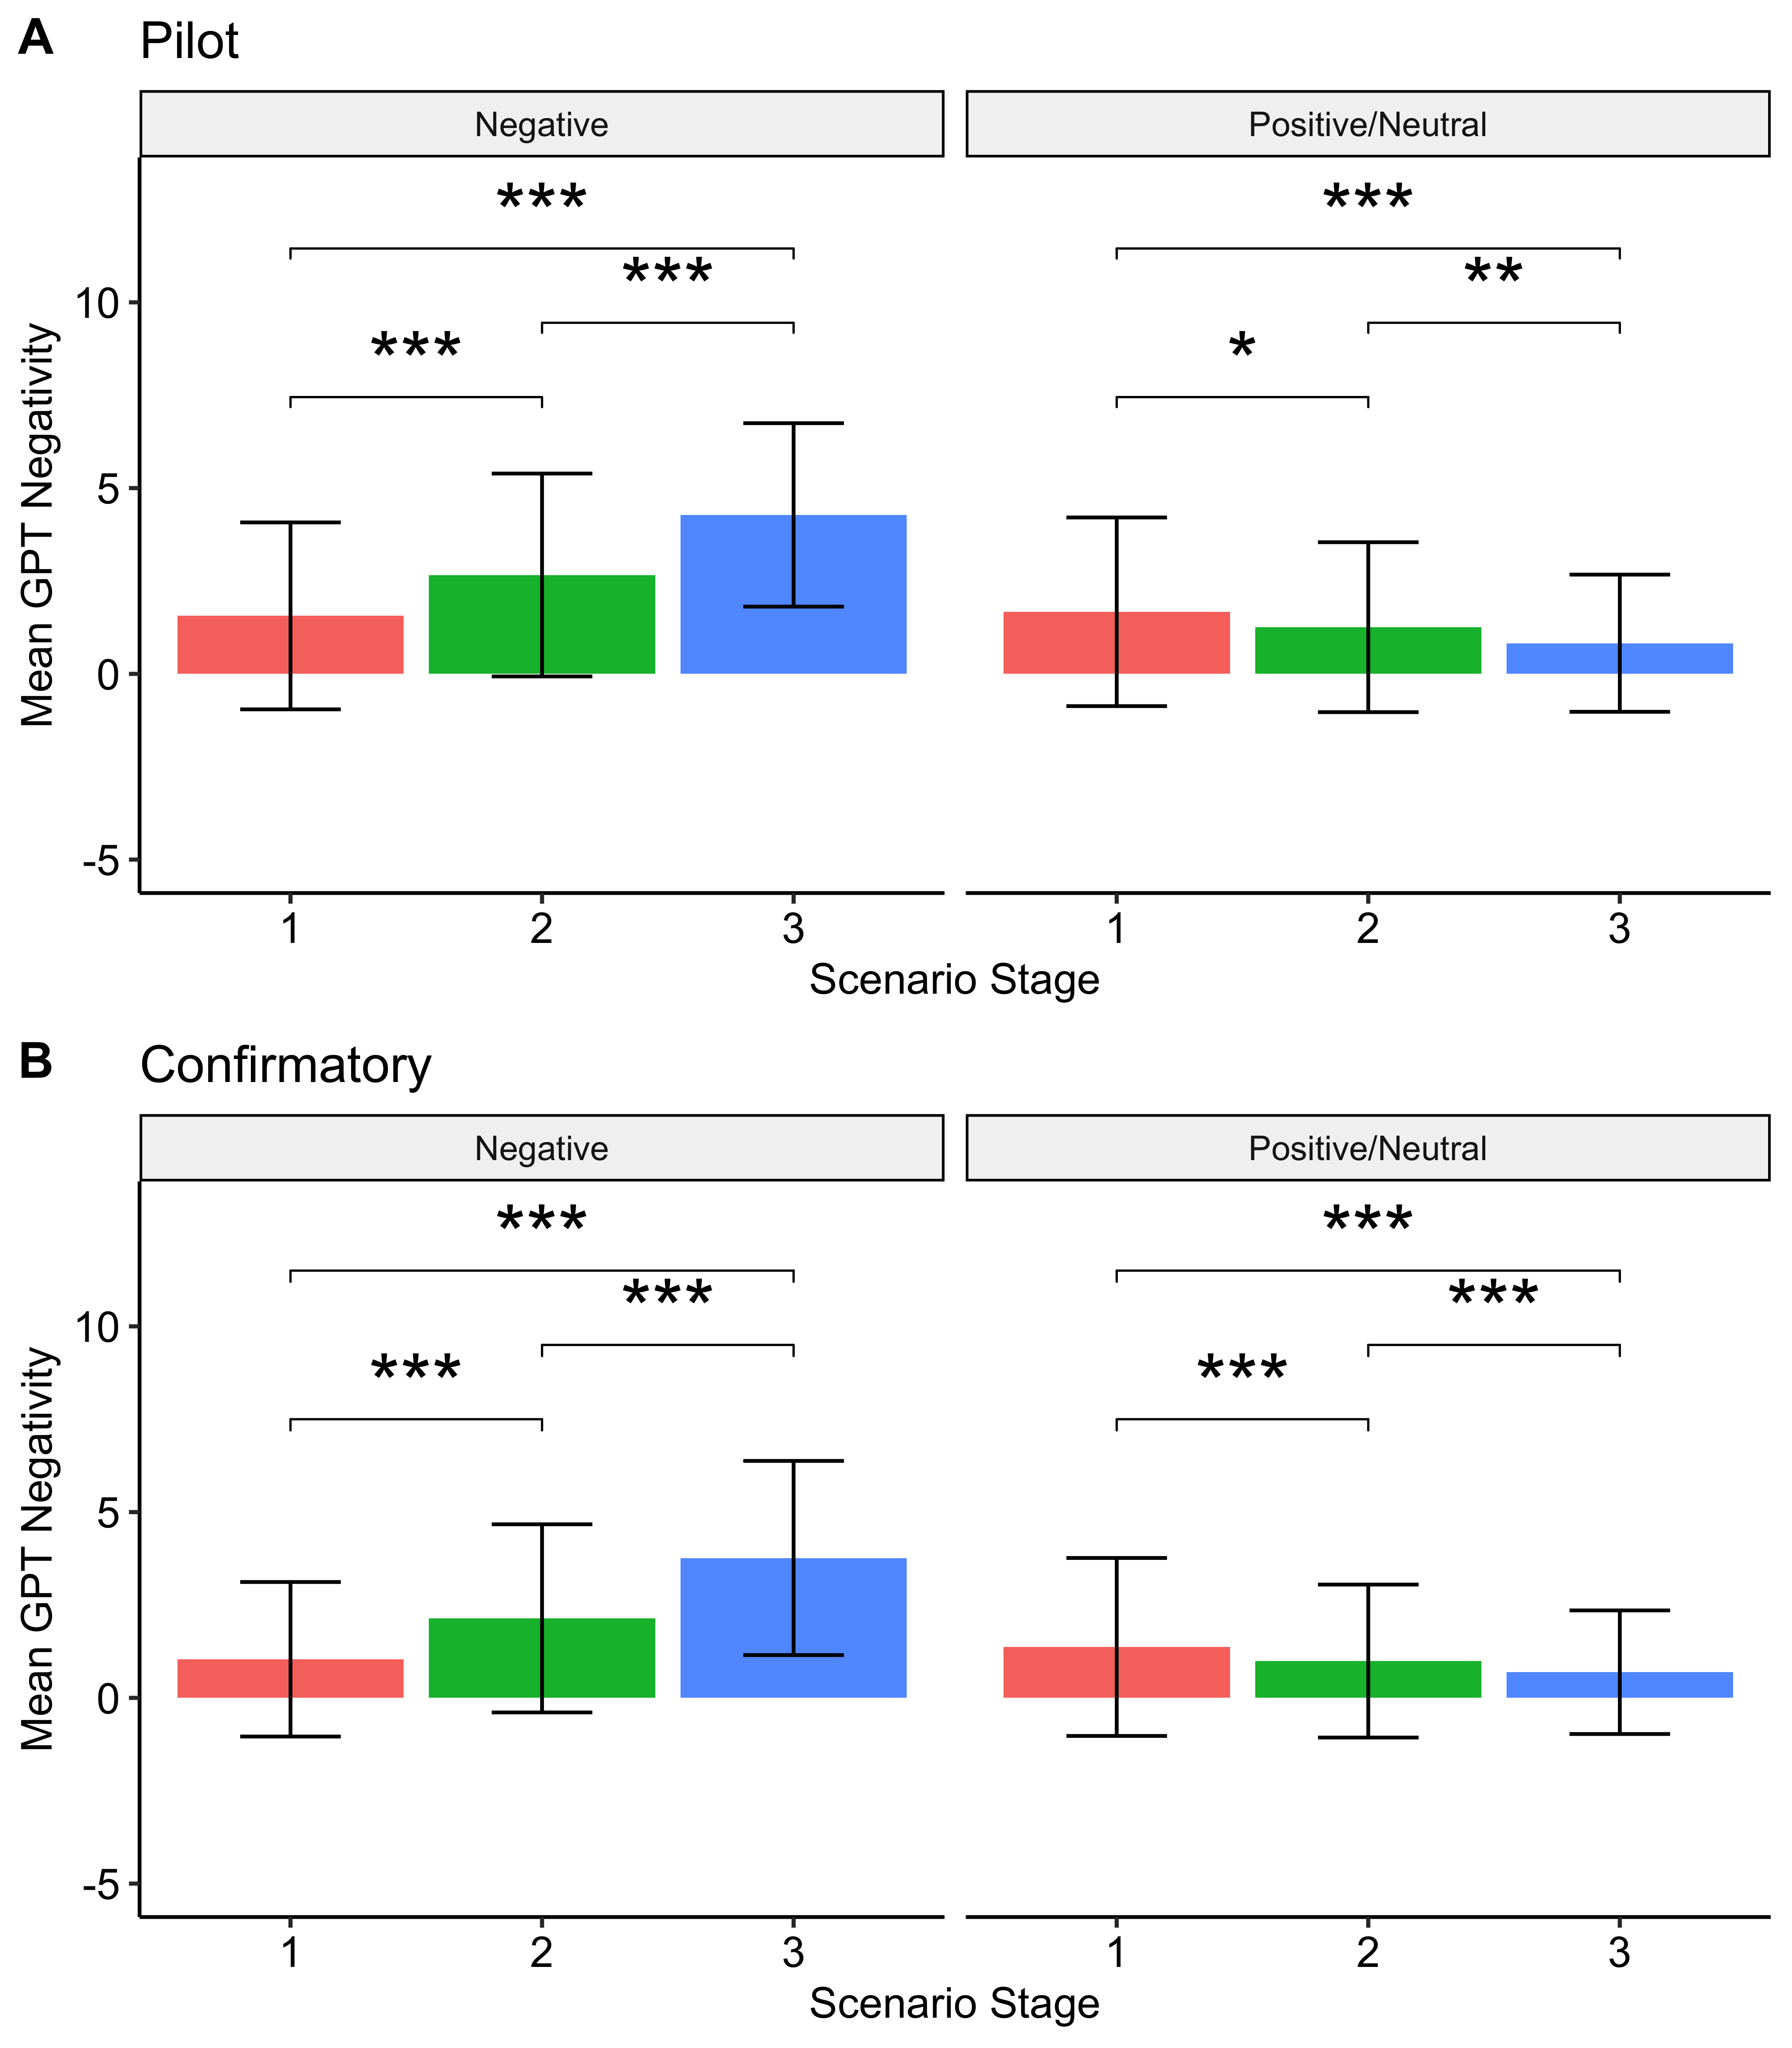 A Pilot
Negative Positive/Neutral
*** ***
*** **
10
*** *
5
0
-5
Mean GPT Negativity
1 2 3 1 2 3
Scenario Stage
B Confirmatory
Negative Positive/Neutral
*** ***
*** ***
10
*** ***
5
0
-5
Mean GPT Negativity
1 2 3 1 2 3
Scenario Stage